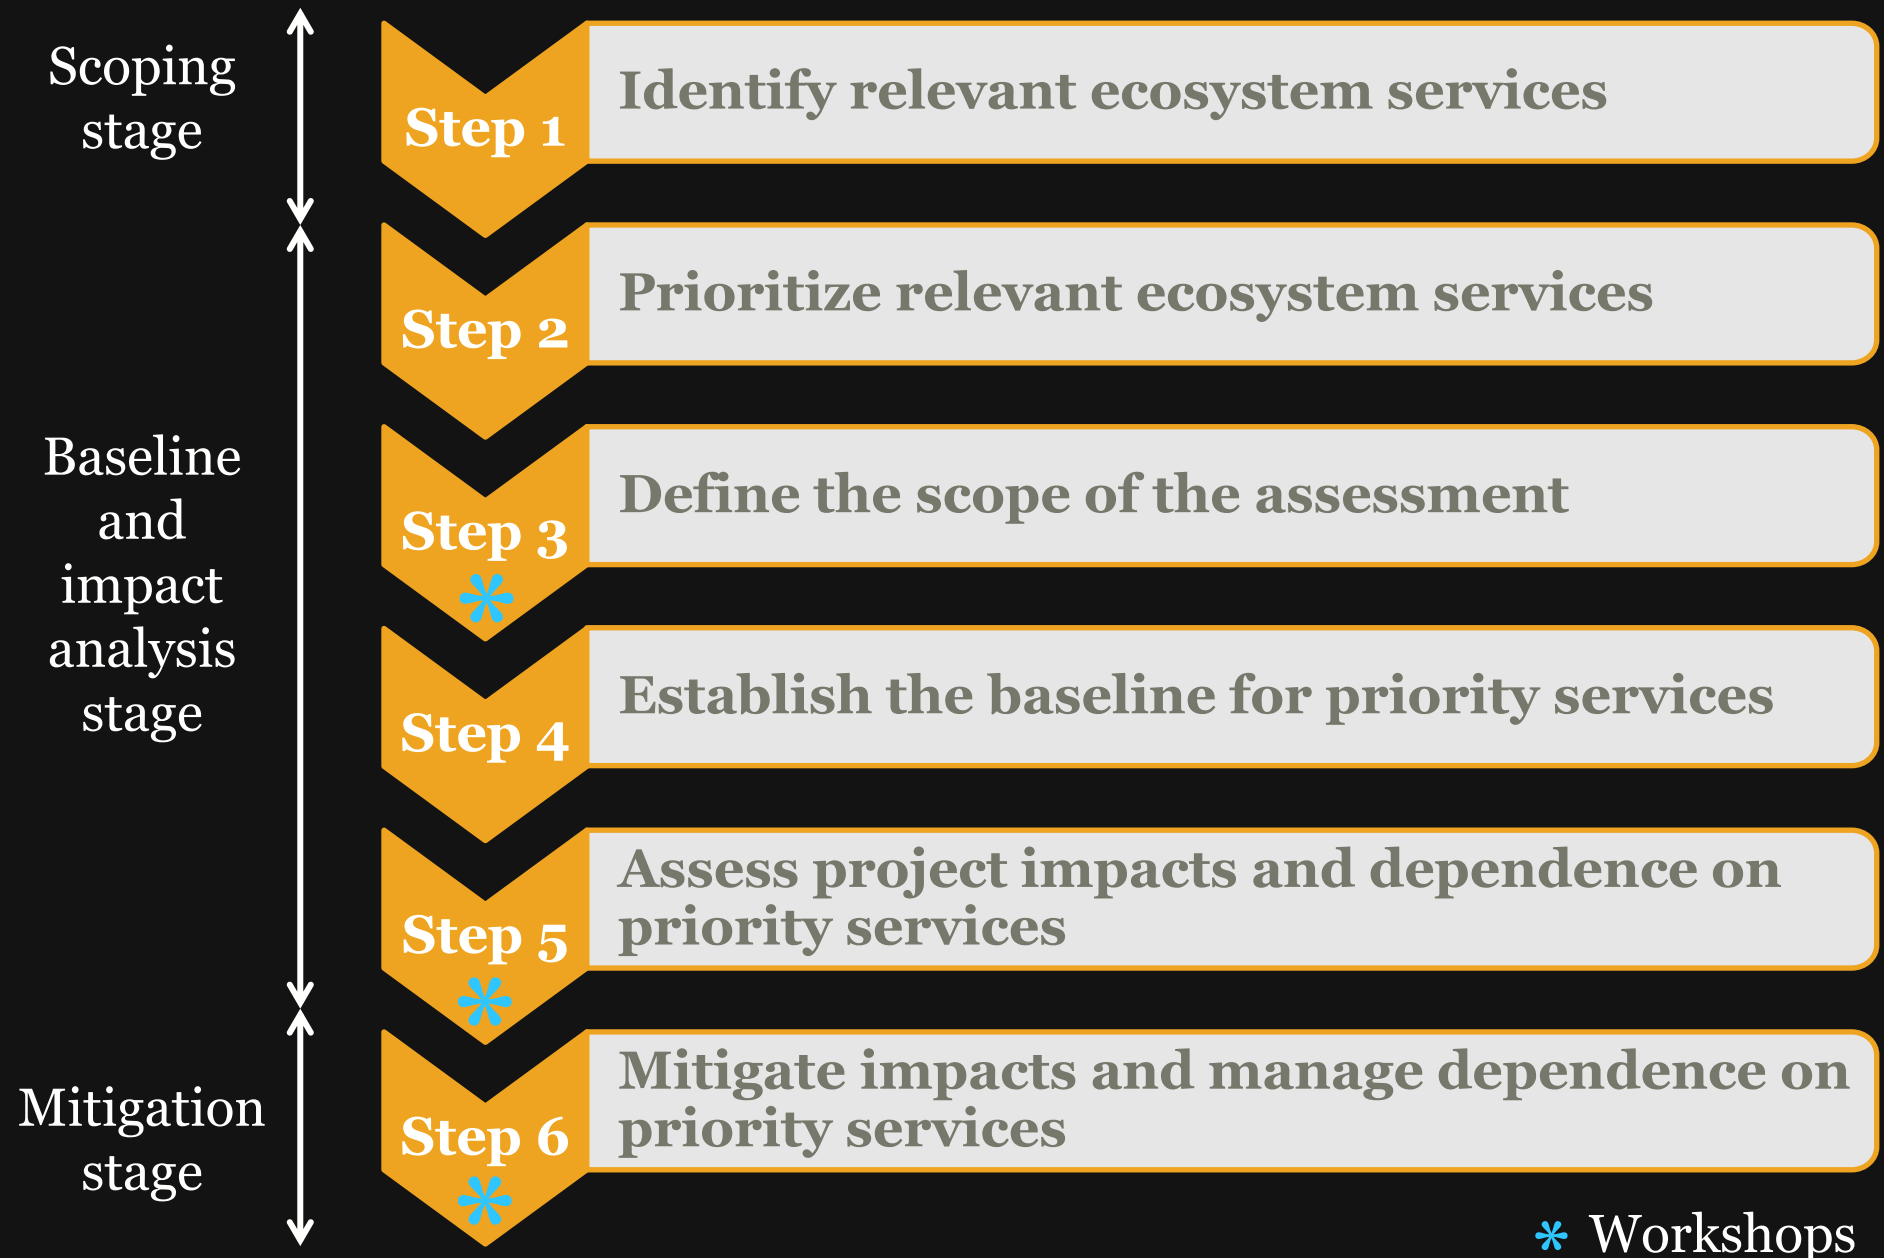 Scoping
stage
Step 1
Identify relevant ecosystem services
Baseline
and
impact
analysis
stage
Step 2
Prioritize relevant ecosystem services
Step 3
*
Define the scope of the assessment
Step 4
Establish the baseline for priority services
Step 5
*
Assess project impacts and dependence on
priority services
Mitigation
stage
Step 6
*
Mitigate impacts and manage dependence on
priority services
* Workshops